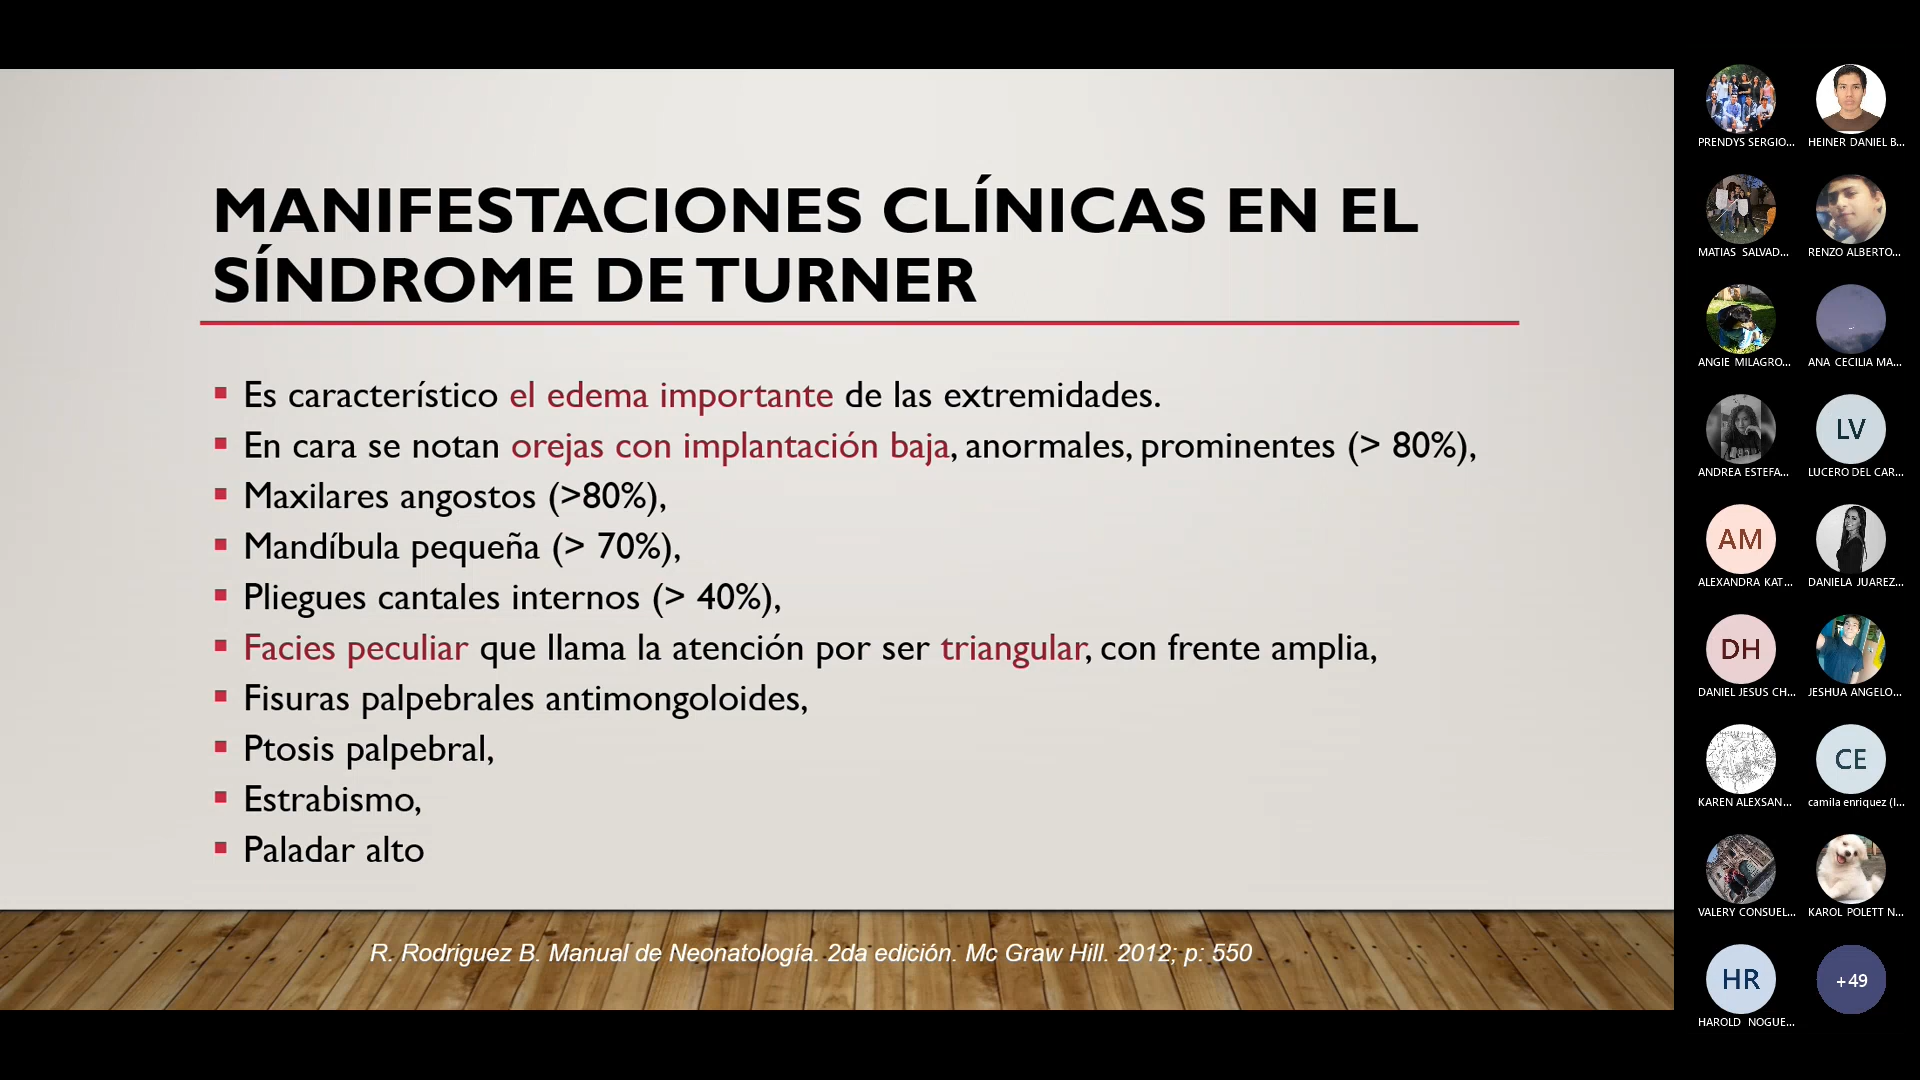 MANIFESTACIONES CLÍNICAS EN EL
SÍNDROME DE TURNER
Es característico el edema importante de las extremidades.
En cara se notan orejas con implantación baja, anormales, prominentes (> 80%),
Maxilares angostos (>80%),
Mandíbula pequeña (> 70%),
Pliegues cantales internos (> 40%),
Facies peculiar que llama la atención por ser triangular, con frente amplia,
Fisuras palpebrales antimongoloides,
Ptosis palpebral,
Estrabismo,
Paladar alto
R. Rodríguez B. Manual de Neonatología. 2da edición. Mc Graw Hill. 2012; p: 550
PRENDYS SERGIO...
HEINER DANIEL B...
MATIAS SALVAD...
RENZO ALBERTO...
ANGIE MILAGRO...
ANA CECILIA MA...
ANDREA ESTEFA...
LV
LUCERO DEL CAR...
AM
ALEXANDRA KAT...
DANIELA JUAREZ...
DH
DANIEL JESUS CH...
JESHUA ANGELO...
KAREN ALEXSAN...
CE
camila enriquez (I...
VALERY CONSUEL...
KAROL POLETT N...
HR
HAROLD NOGUE...
+49